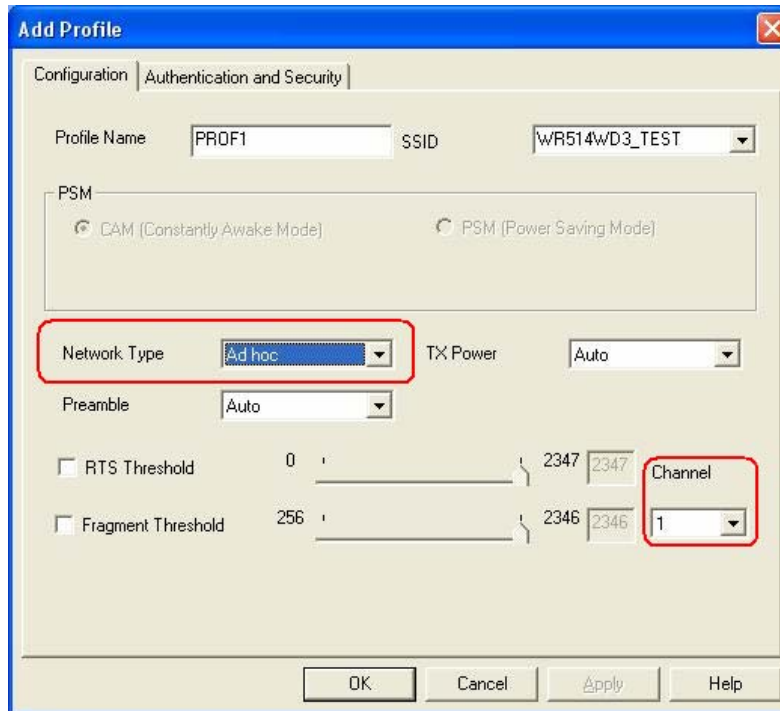 Add Profile
Configuration Authentication and Security
Profile Name PROF1 SSID WR514WD3_TEST
PSM
CAM (Constantly Awake Mode) PSM (Power Saving Mode)
Network Type Ad hoc TX Power Auto
Preamble Auto
RTS Threshold 0 2347 2347
Channel
Fragment Threshold 256 2346 2346 1
OK Cancel Apply Help